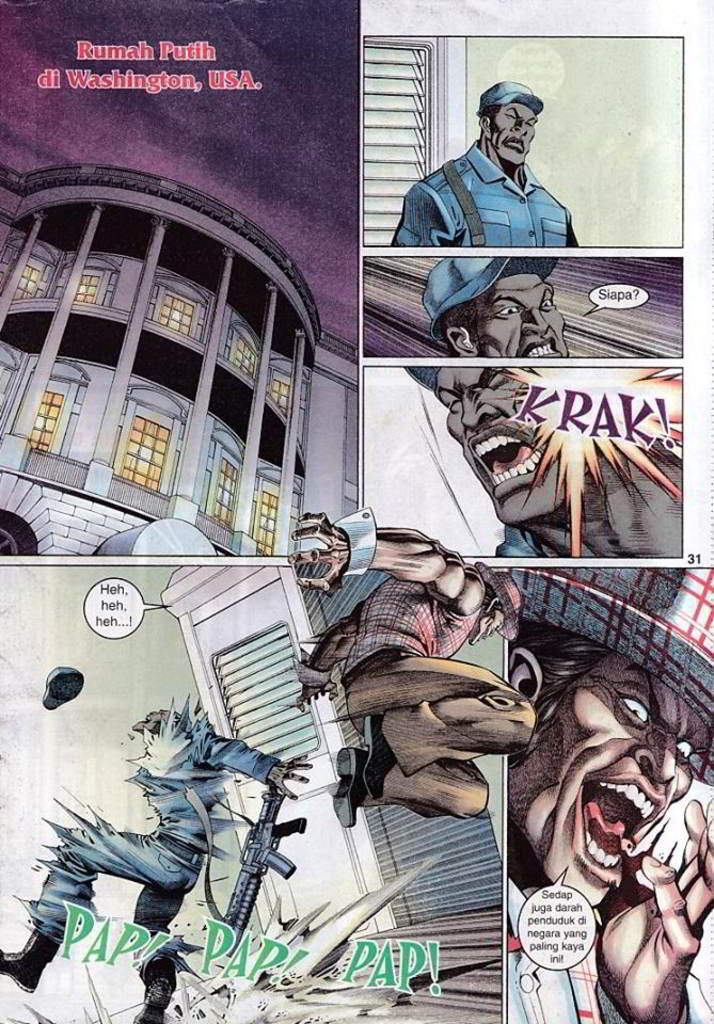 Rumah Putih
di Washington, USA.
Siapa?
KRAK!
31
Heh,
heh,
heh...!
PAP! PAP! PAP!
Sedap
juga darah
penduduk di
negara yang
paling kaya
ini!